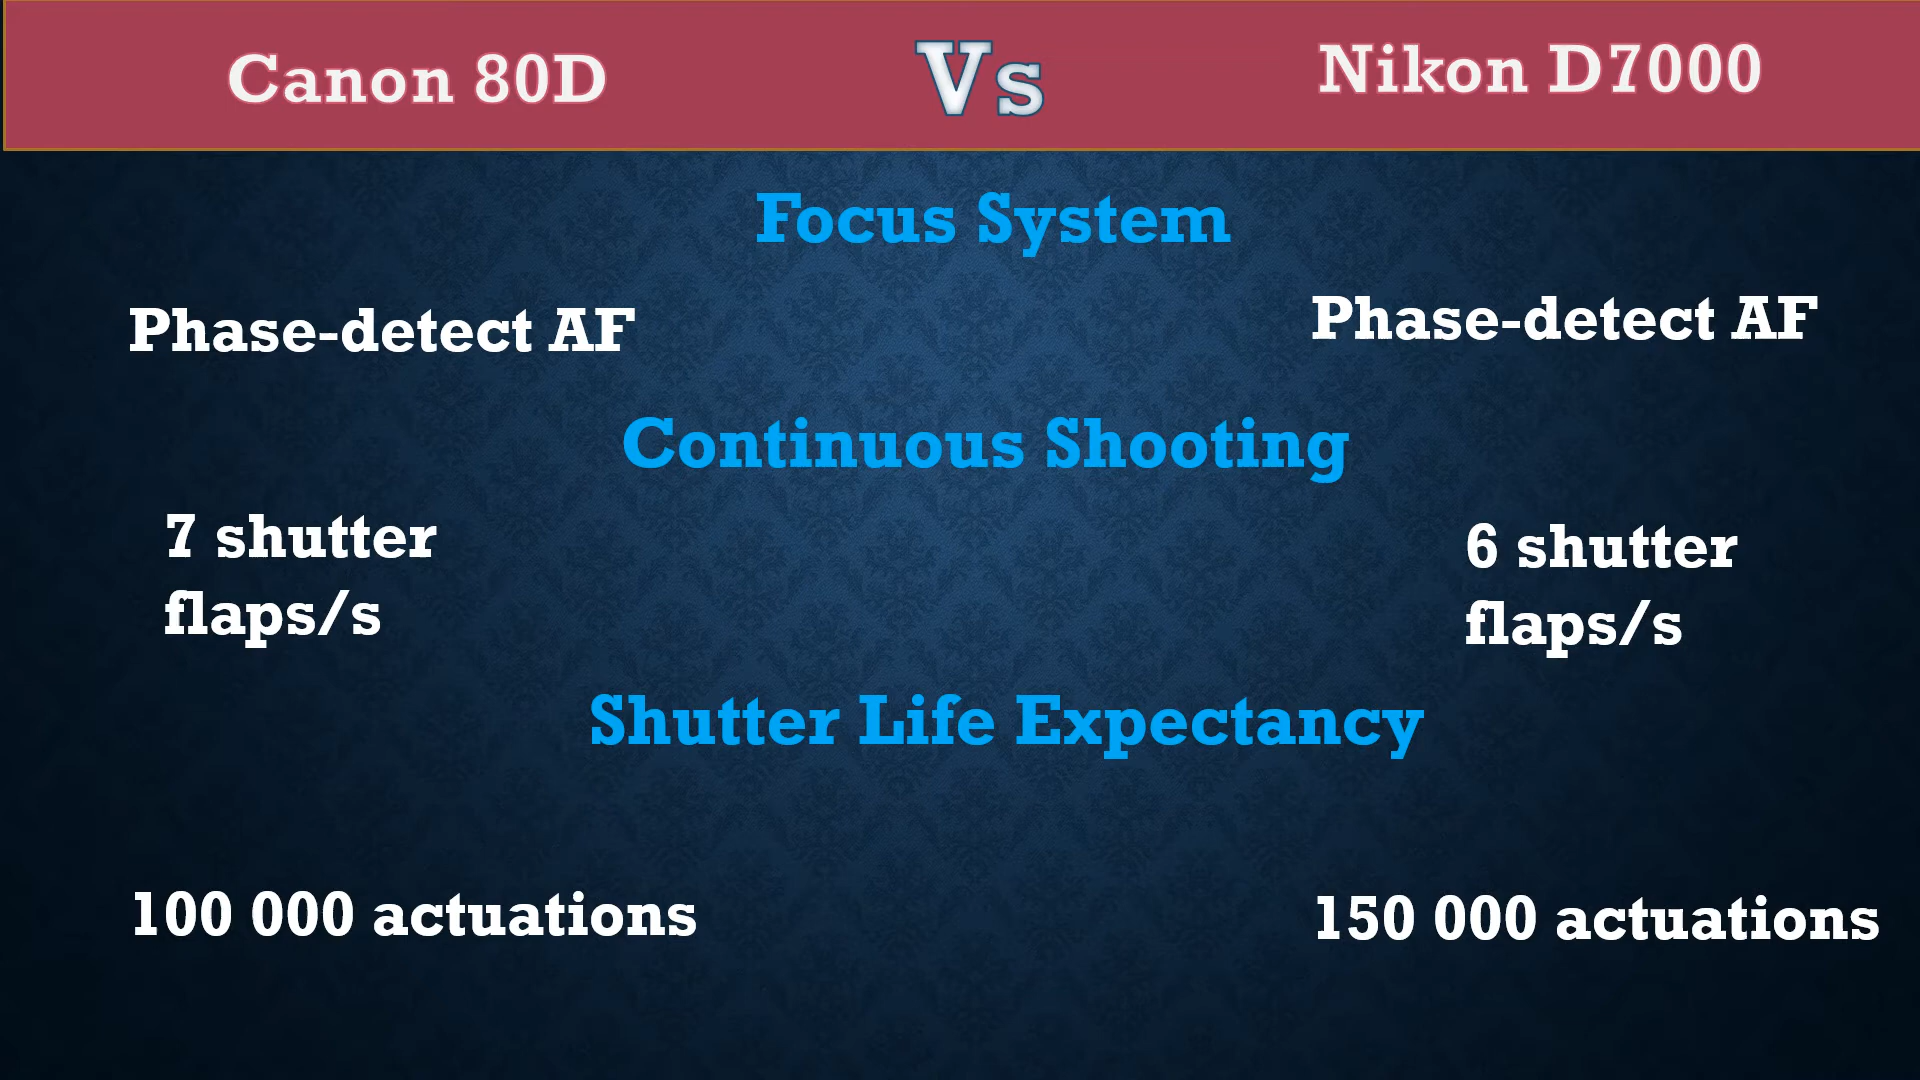 Canon 80D
Vs
Nikon D7000
Focus System
Phase-detect AF
Phase-detect AF
Continuous Shooting
7 shutter
flaps/s
6 shutter
flaps/s
Shutter Life Expectancy
100 000 actuations
150 000 actuations